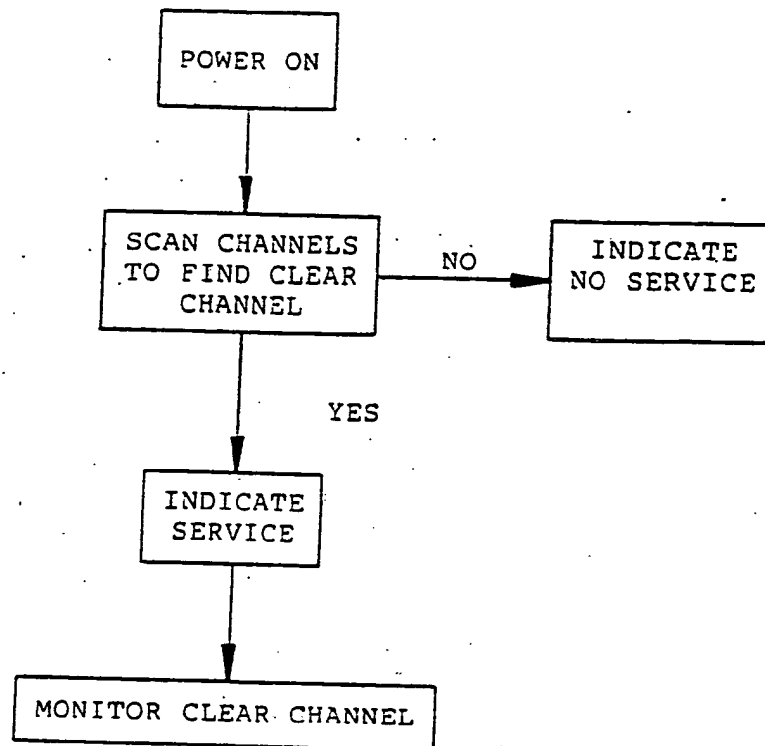 POWER ON
SCAN CHANNELS
TO FIND CLEAR
CHANNEL
NO
INDICATE
NO SERVICE
YES
INDICATE
SERVICE
MONITOR CLEAR CHANNEL